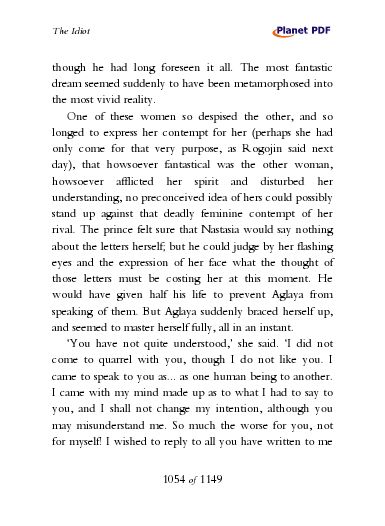 The Idiot
Planet PDF
though he had long foreseen it all. The most fantastic
dream seemed suddenly to have been metamorphosed into
the most vivid reality.
One of these women so despised the other, and so
longed to express her contempt for her (perhaps she had
only come for that very purpose, as Rogojin said next
day), that howsoever fantastical was the other woman,
howsoever afflicted her spirit and disturbed her
understanding, no preconceived idea of hers could possibly
stand up against that deadly feminine contempt of her
rival. The prince felt sure that Nastasia would say nothing
about the letters herself; but he could judge by her flashing
eyes and the expression of her face what the thought of
those letters must be costing her at this moment. He
would have given half his life to prevent Aglaya from
speaking of them. But Aglaya suddenly braced herself up,
and seemed to master herself fully, all in an instant.
‘You have not quite understood,’ she said. ‘I did not
come to quarrel with you, though I do not like you. I
came to speak to you as... as one human being to another.
I came with my mind made up as to what I had to say to
you, and I shall not change my intention, although you
may misunderstand me. So much the worse for you, not
for myself! I wished to reply to all you have written to me
1054 of 1149